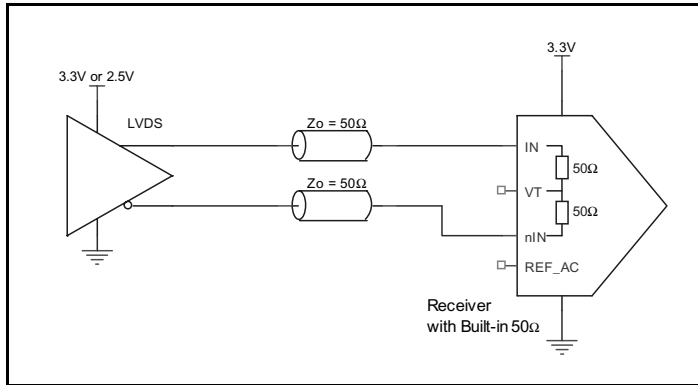 3.3V
3.3V or 2.5V
LVDS
Zo = 50Ω
IN
50Ω
Zo = 50Ω
VT
50Ω
nIN
REF_AC
Receiver
with Built-in 50Ω